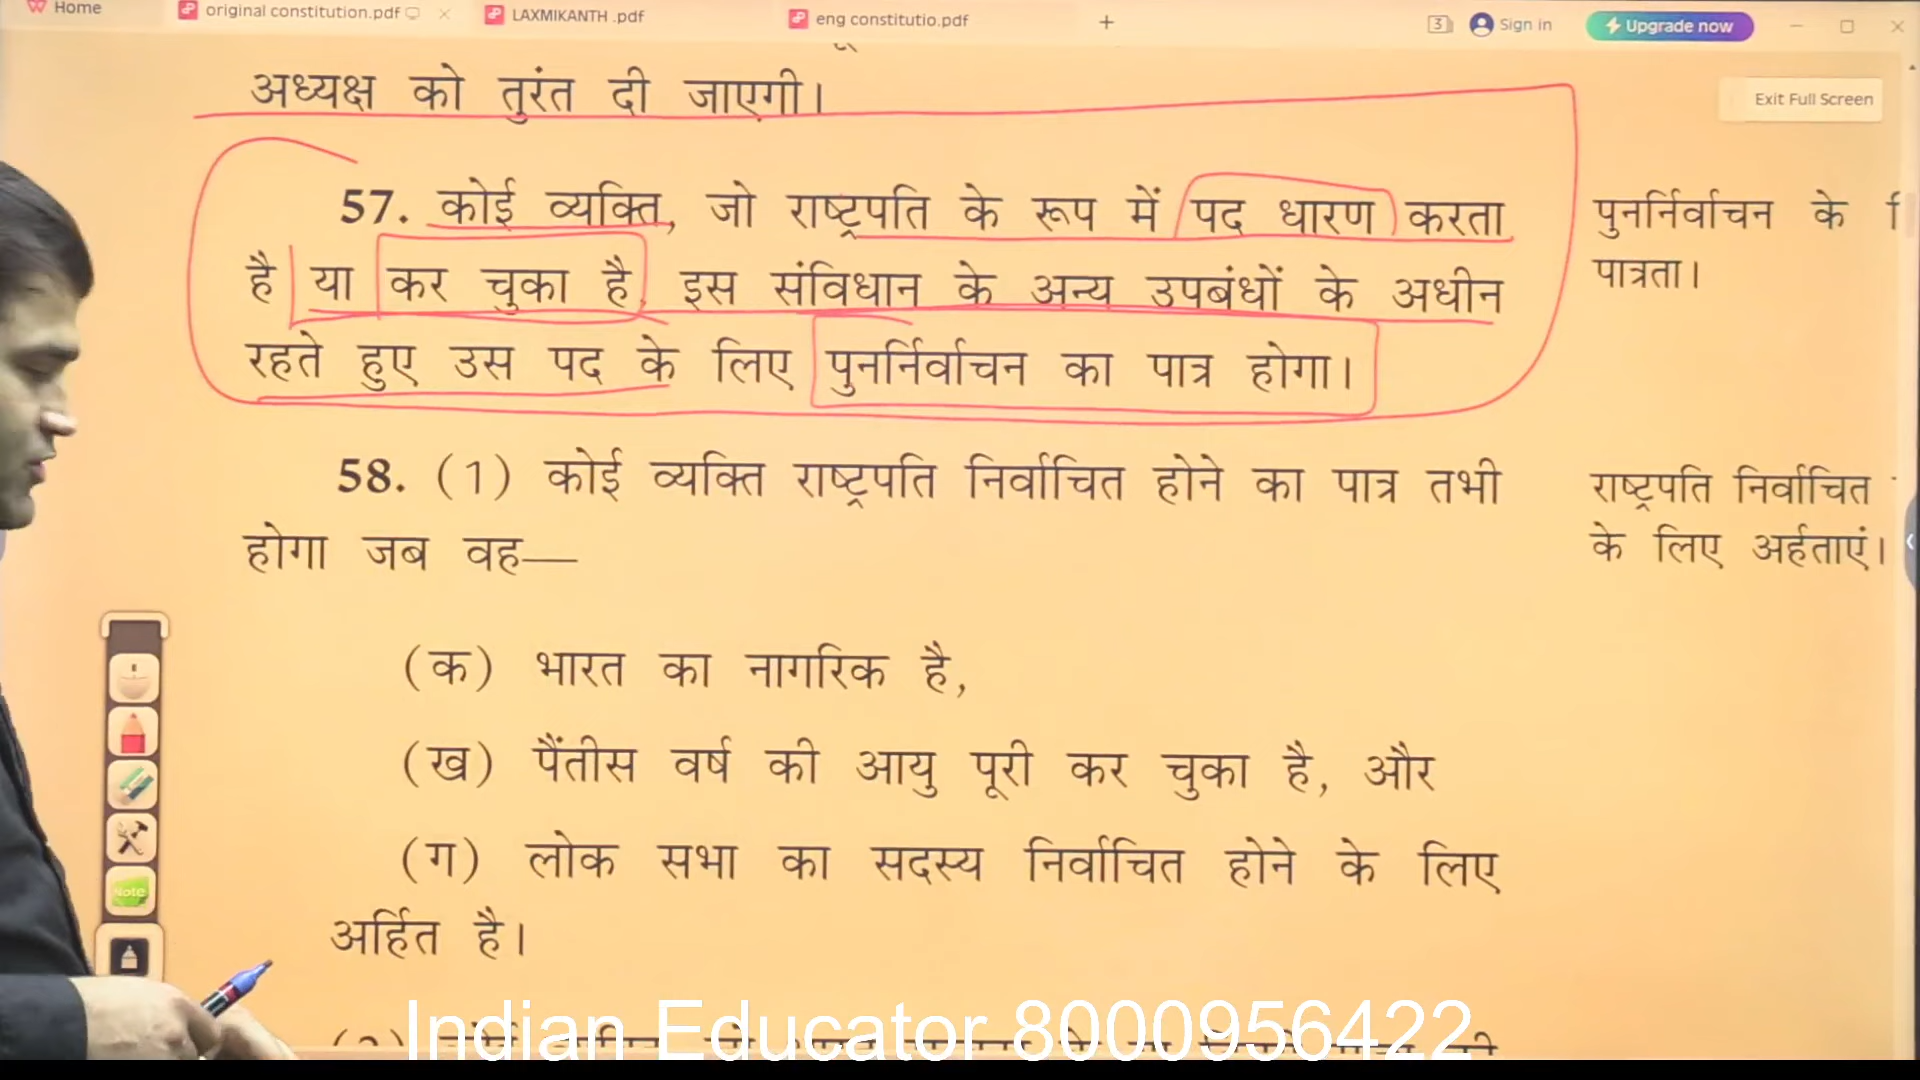 Home
original constitution.pdf
LAXMIKANTH .pdf
eng constitutio.pdf
3
Sign in
Upgrade now
Exit Full Screen
अध्यक्ष को तुरंत दी जाएगी।
57. कोई व्यक्ति, जो राष्ट्रपति के रूप में पद धारण करता
है या कर चुका है, इस संविधान के अन्य उपबंधों के अधीन
रहते हुए उस पद के लिए पुनर्निर्वाचन का पात्र होगा।
पुनर्निर्वाचन के
पात्रता।
58. (1) कोई व्यक्ति राष्ट्रपति निर्वाचित होने का पात्र तभी
होगा जब वह—
राष्ट्रपति निर्वाचित
के लिए अर्हताएं।
(क) भारत का नागरिक है,
(ख) पैंतीस वर्ष की आयु पूरी कर चुका है, और
(ग) लोक सभा का सदस्य निर्वाचित होने के लिए
अर्हित है।
Note
Indian Educator 8000956422